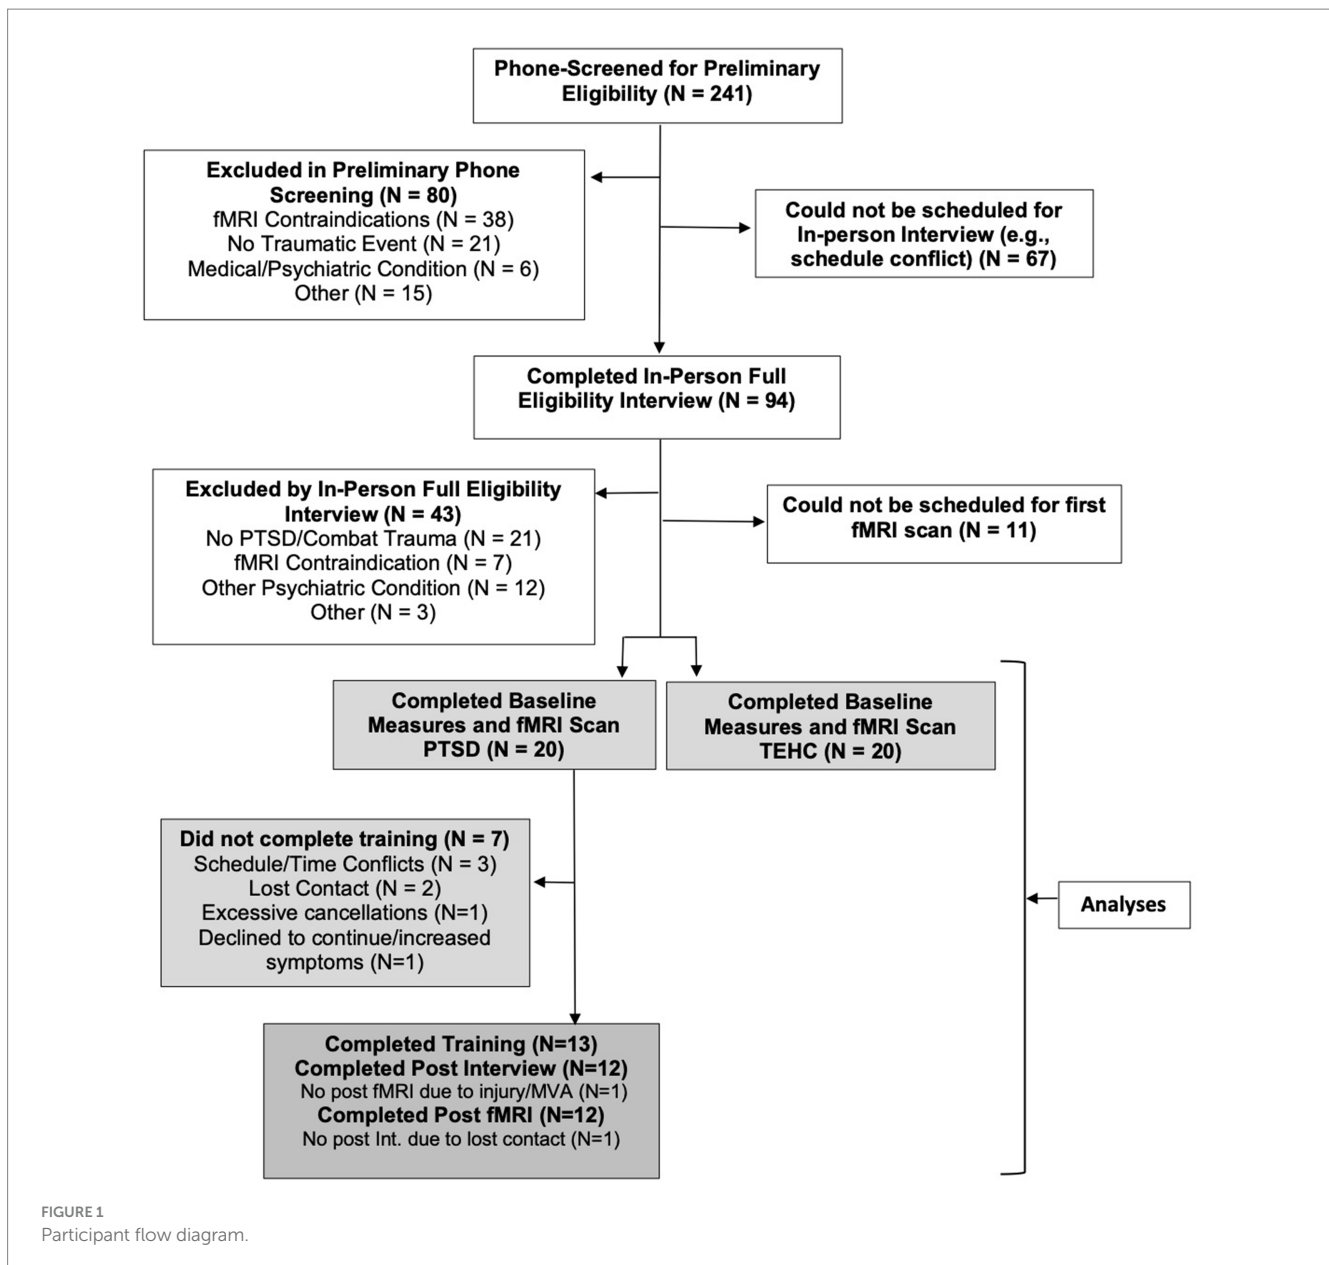 Phone-Screened for Preliminary
Eligibility (N = 241)
Excluded in Preliminary Phone
Screening (N = 80)
fMRI Contraindications (N = 38)
No Traumatic Event (N = 21)
Medical/Psychiatric Condition (N = 6)
Other (N = 15)
Could not be scheduled for
In-person Interview (e.g.,
schedule conflict) (N = 67)
Completed In-Person Full
Eligibility Interview (N = 94)
Excluded by In-Person Full Eligibility
Interview (N = 43)
No PTSD/Combat Trauma (N = 21)
fMRI Contraindication (N = 7)
Other Psychiatric Condition (N = 12)
Other (N = 3)
Could not be scheduled for first
fMRI scan (N = 11)
Completed Baseline
Measures and fMRI Scan
PTSD (N = 20)
Completed Baseline
Measures and fMRI Scan
TEHC (N = 20)
Did not complete training (N = 7)
Schedule/Time Conflicts (N = 3)
Lost Contact (N = 2)
Excessive cancellations (N=1)
Declined to continue/increased
symptoms (N=1)
Analyses
Completed Training (N=13)
Completed Post Interview (N=12)
No post fMRI due to injury/MVA (N=1)
Completed Post fMRI (N=12)
No post Int. due to lost contact (N=1)
FIGURE 1
Participant flow diagram.